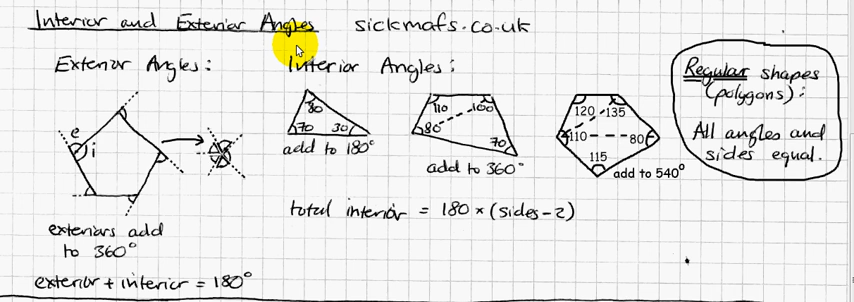 Interior and Exterior Angles sickmafs.co.uk
Exterior Angles:
e
i
exteriors add
to 360°
exterior + interior = 180°
Interior Angles:
80
70 30
add to 180°
110 100
80
70
add to 360°
120 135
110 80
115
add to 540°
total interior = 180 × (sides - 2)
Regular shapes
(polygons):
All angles and
sides equal.